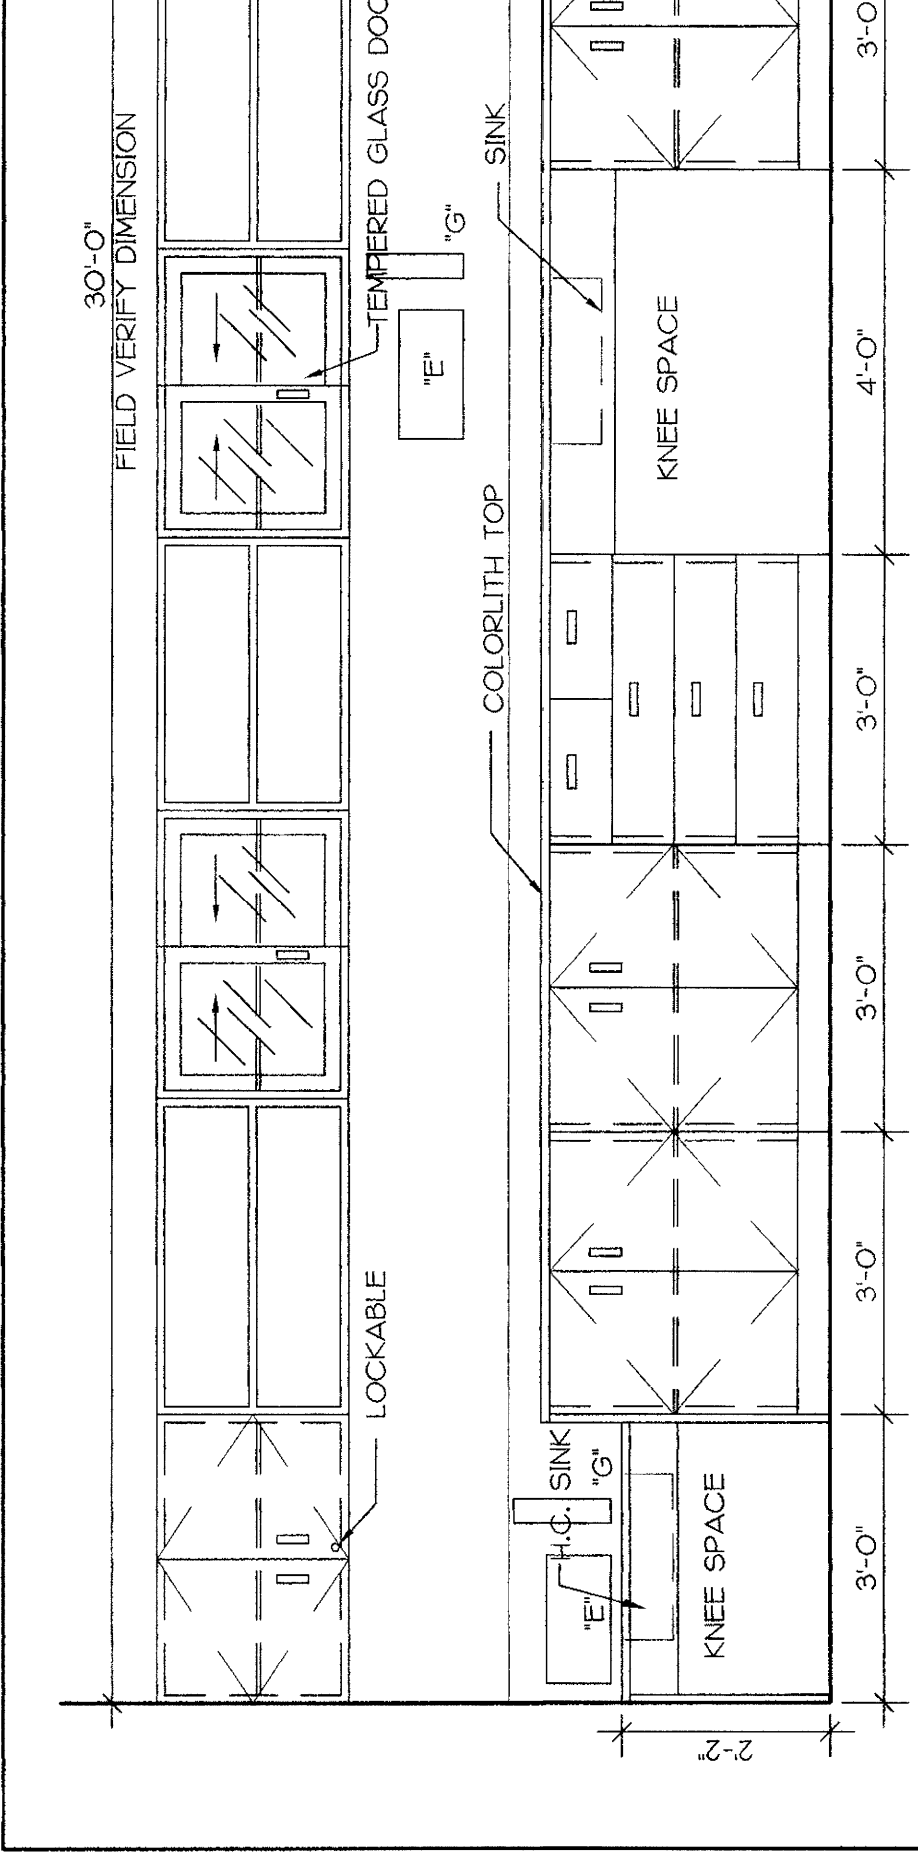 30'-0"
FIELD VERIFY DIMENSION
LOCKABLE
TEMPERED GLASS DOO
"E"
"G"
COLORLITH TOP
SINK
H.C. SINK
"E"
"G"
KNEE SPACE
KNEE SPACE
2'-2"
3'-0"
3'-0"
3'-0"
3'-0"
4'-0"
3'-0